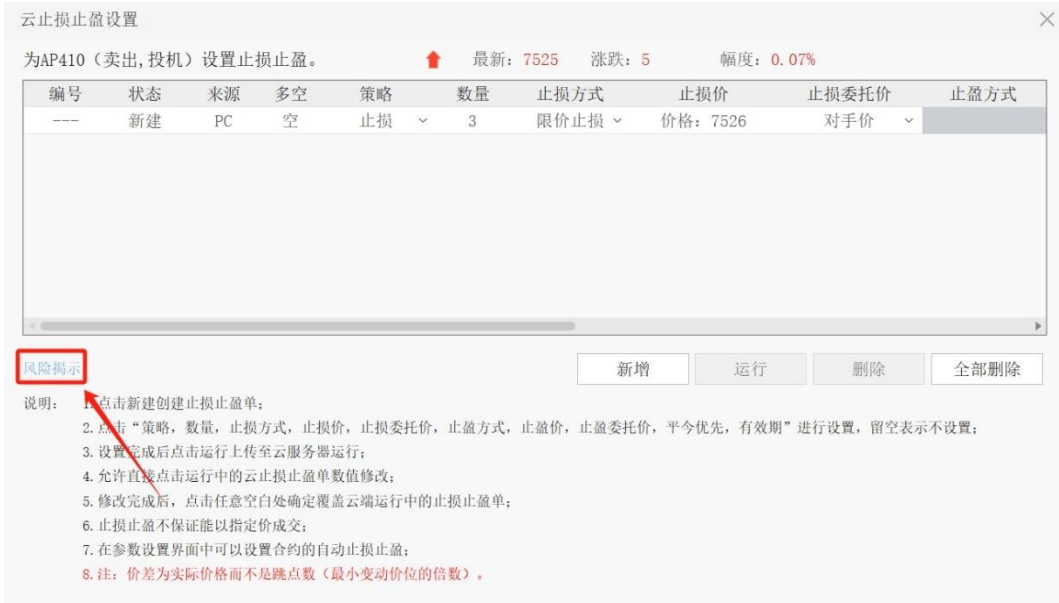 云止损止盈设置
为AP410（卖出,投机）设置止损止盈。 最新：7525 涨跌：5 幅度：0.07%
编号 状态 来源 多空 策略 数量 止损方式 止损价 止损委托价 止盈方式
--- 新建 PC 空 止损 3 限价止损 价格：7526 对手价
风险揭示 新增 运行 删除 全部删除
说明： 1.点击新建创建止损止盈单；
2.点击“策略，数量，止损方式，止损价，止损委托价，止盈方式，止盈价，止盈委托价，平今优先，有效期”进行设置，留空表示不设置；
3.设置完成后点击运行上传至云服务器运行；
4.允许直接点击运行中的云止损止盈单数值修改；
5.修改完成后，点击任意空白处确定覆盖云端运行中的止损止盈单；
6.止损止盈不保证能以指定价成交；
7.在参数设置界面中可以设置合约的自动止损止盈；
8.注：价差为实际价格而不是跳点数（最小变动价位的倍数）。